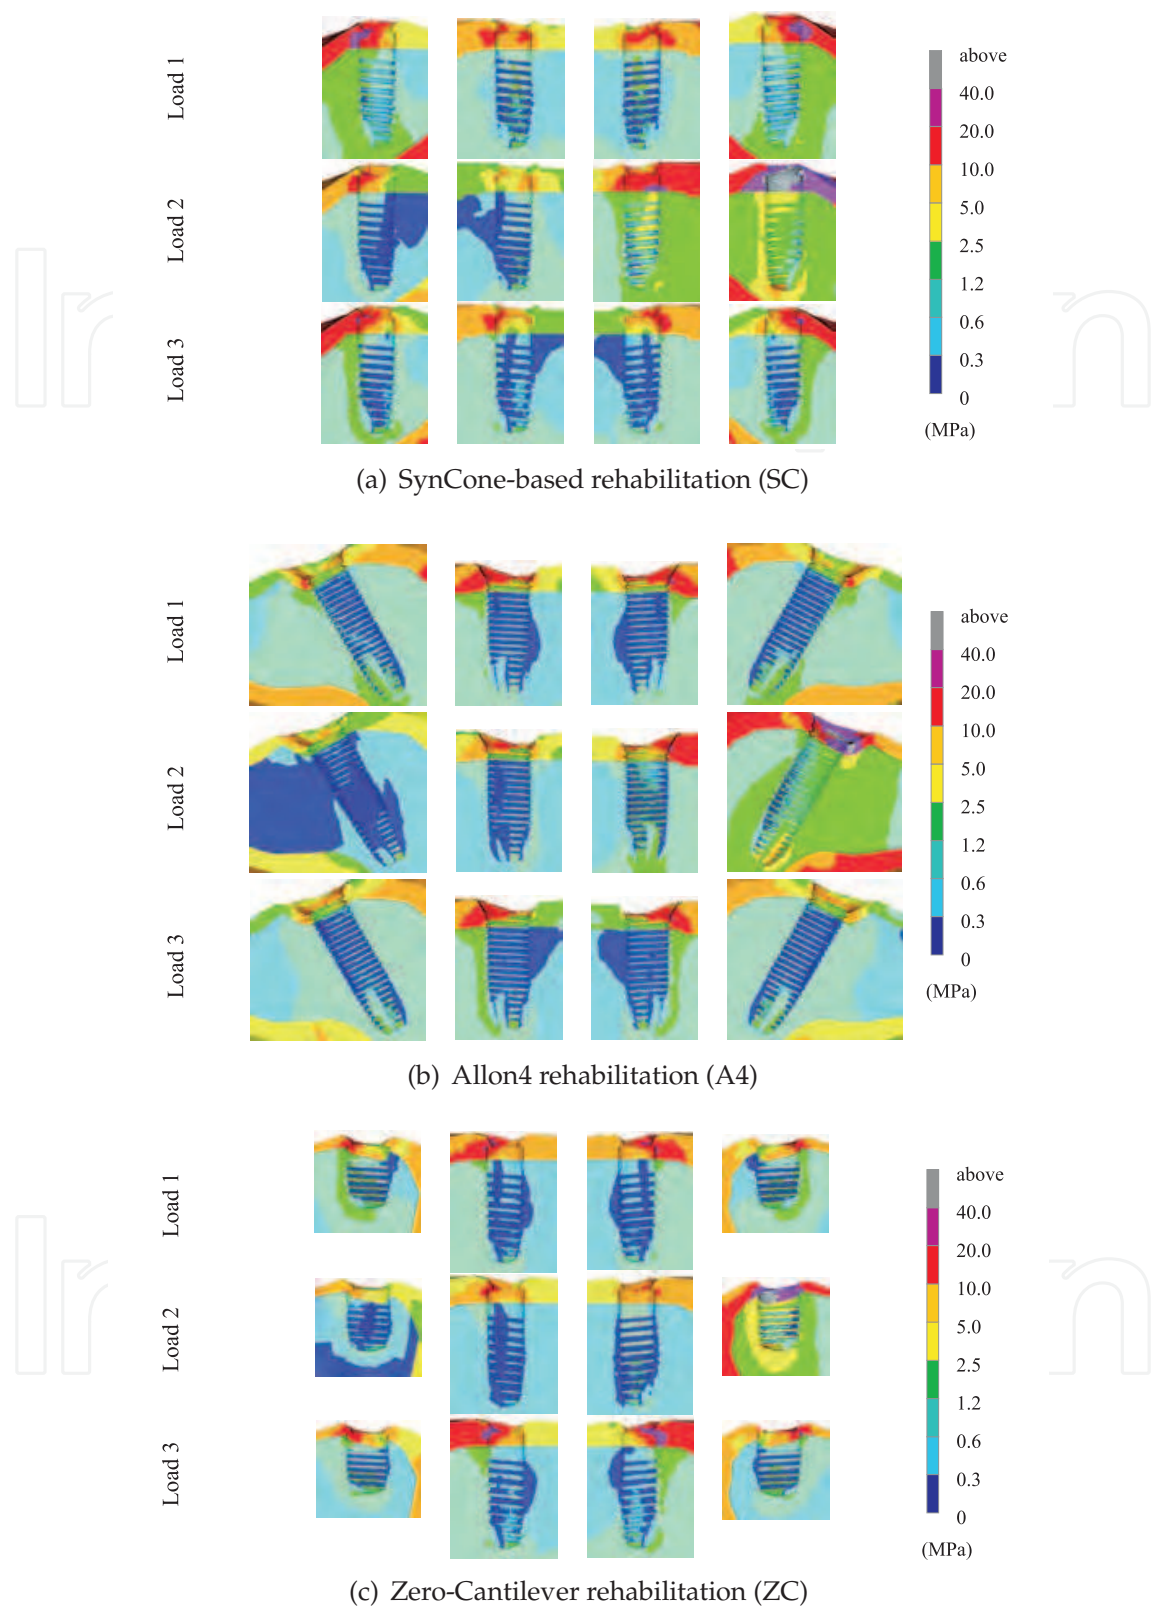 Load 1
Load 2
Load 3
above
40.0
20.0
10.0
5.0
2.5
1.2
0.6
0.3
0
(MPa)
(a) SynCone-based rehabilitation (SC)
Load 1
Load 2
Load 3
above
40.0
20.0
10.0
5.0
2.5
1.2
0.6
0.3
0
(MPa)
(b) Allon4 rehabilitation (A4)
Load 1
Load 2
Load 3
above
40.0
20.0
10.0
5.0
2.5
1.2
0.6
0.3
0
(MPa)
(c) Zero-Cantilever rehabilitation (ZC)